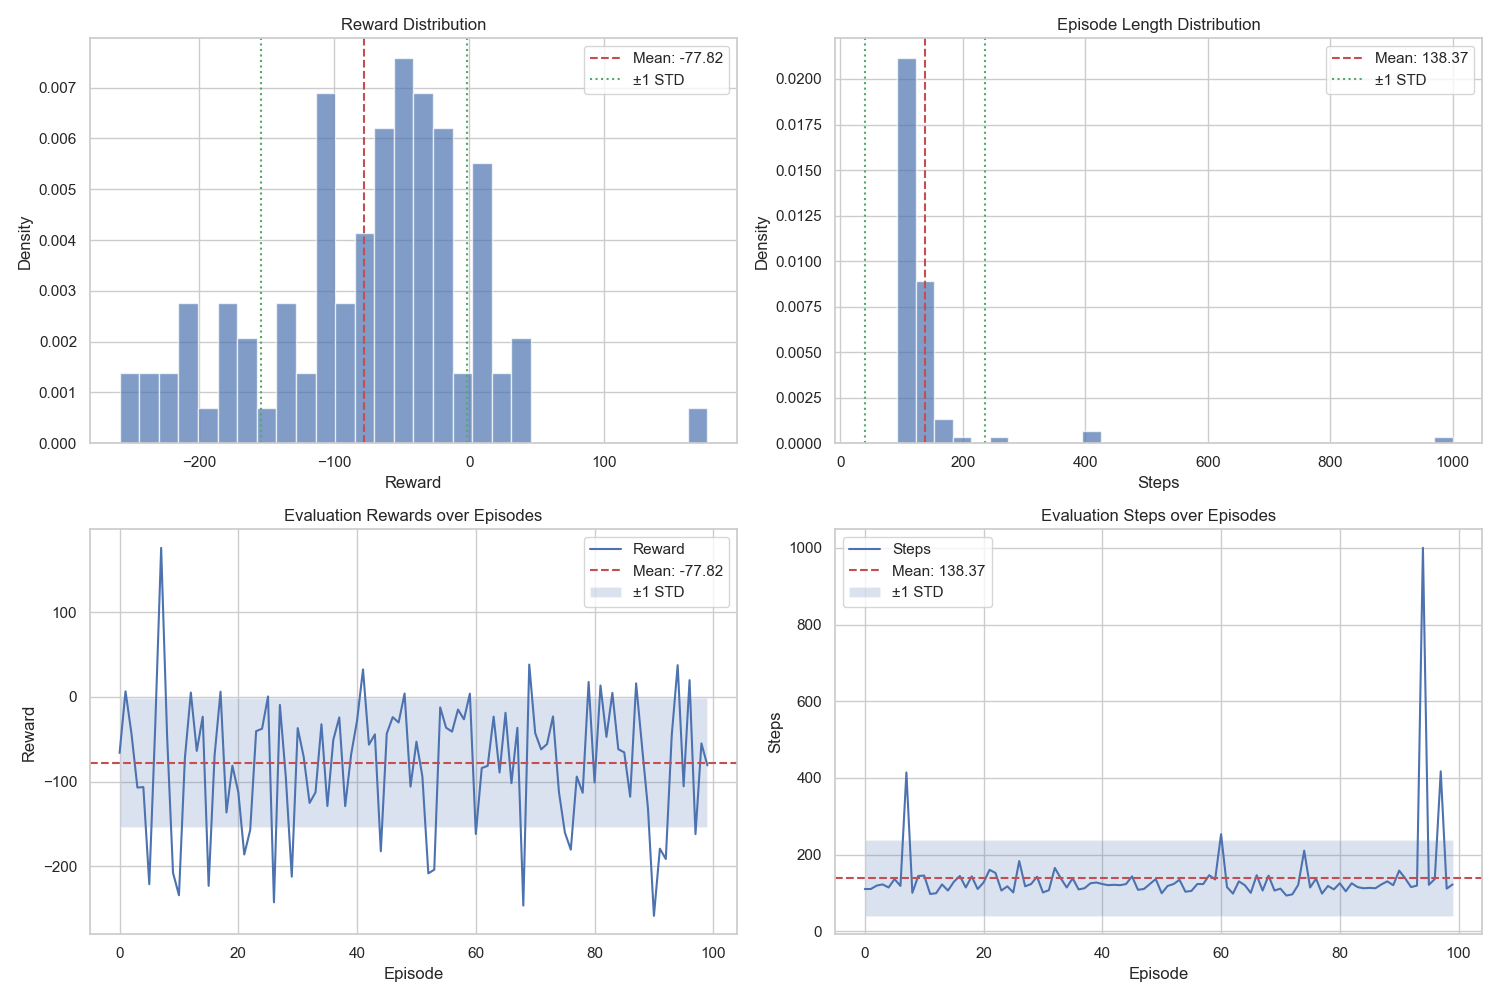 Reward Distribution
Mean: -77.82
±1 STD
Density
0.007
0.006
0.005
0.004
0.003
0.002
0.001
0.000
−200
−100
0
100
Reward
Episode Length Distribution
Mean: 138.37
±1 STD
Density
0.0200
0.0175
0.0150
0.0125
0.0100
0.0075
0.0050
0.0025
0.0000
0
200
400
600
800
1000
Steps
Evaluation Rewards over Episodes
Reward
Mean: -77.82
±1 STD
Reward
100
0
−100
−200
0
20
40
60
80
100
Episode
Evaluation Steps over Episodes
Steps
Mean: 138.37
±1 STD
Steps
1000
800
600
400
200
0
0
20
40
60
80
100
Episode